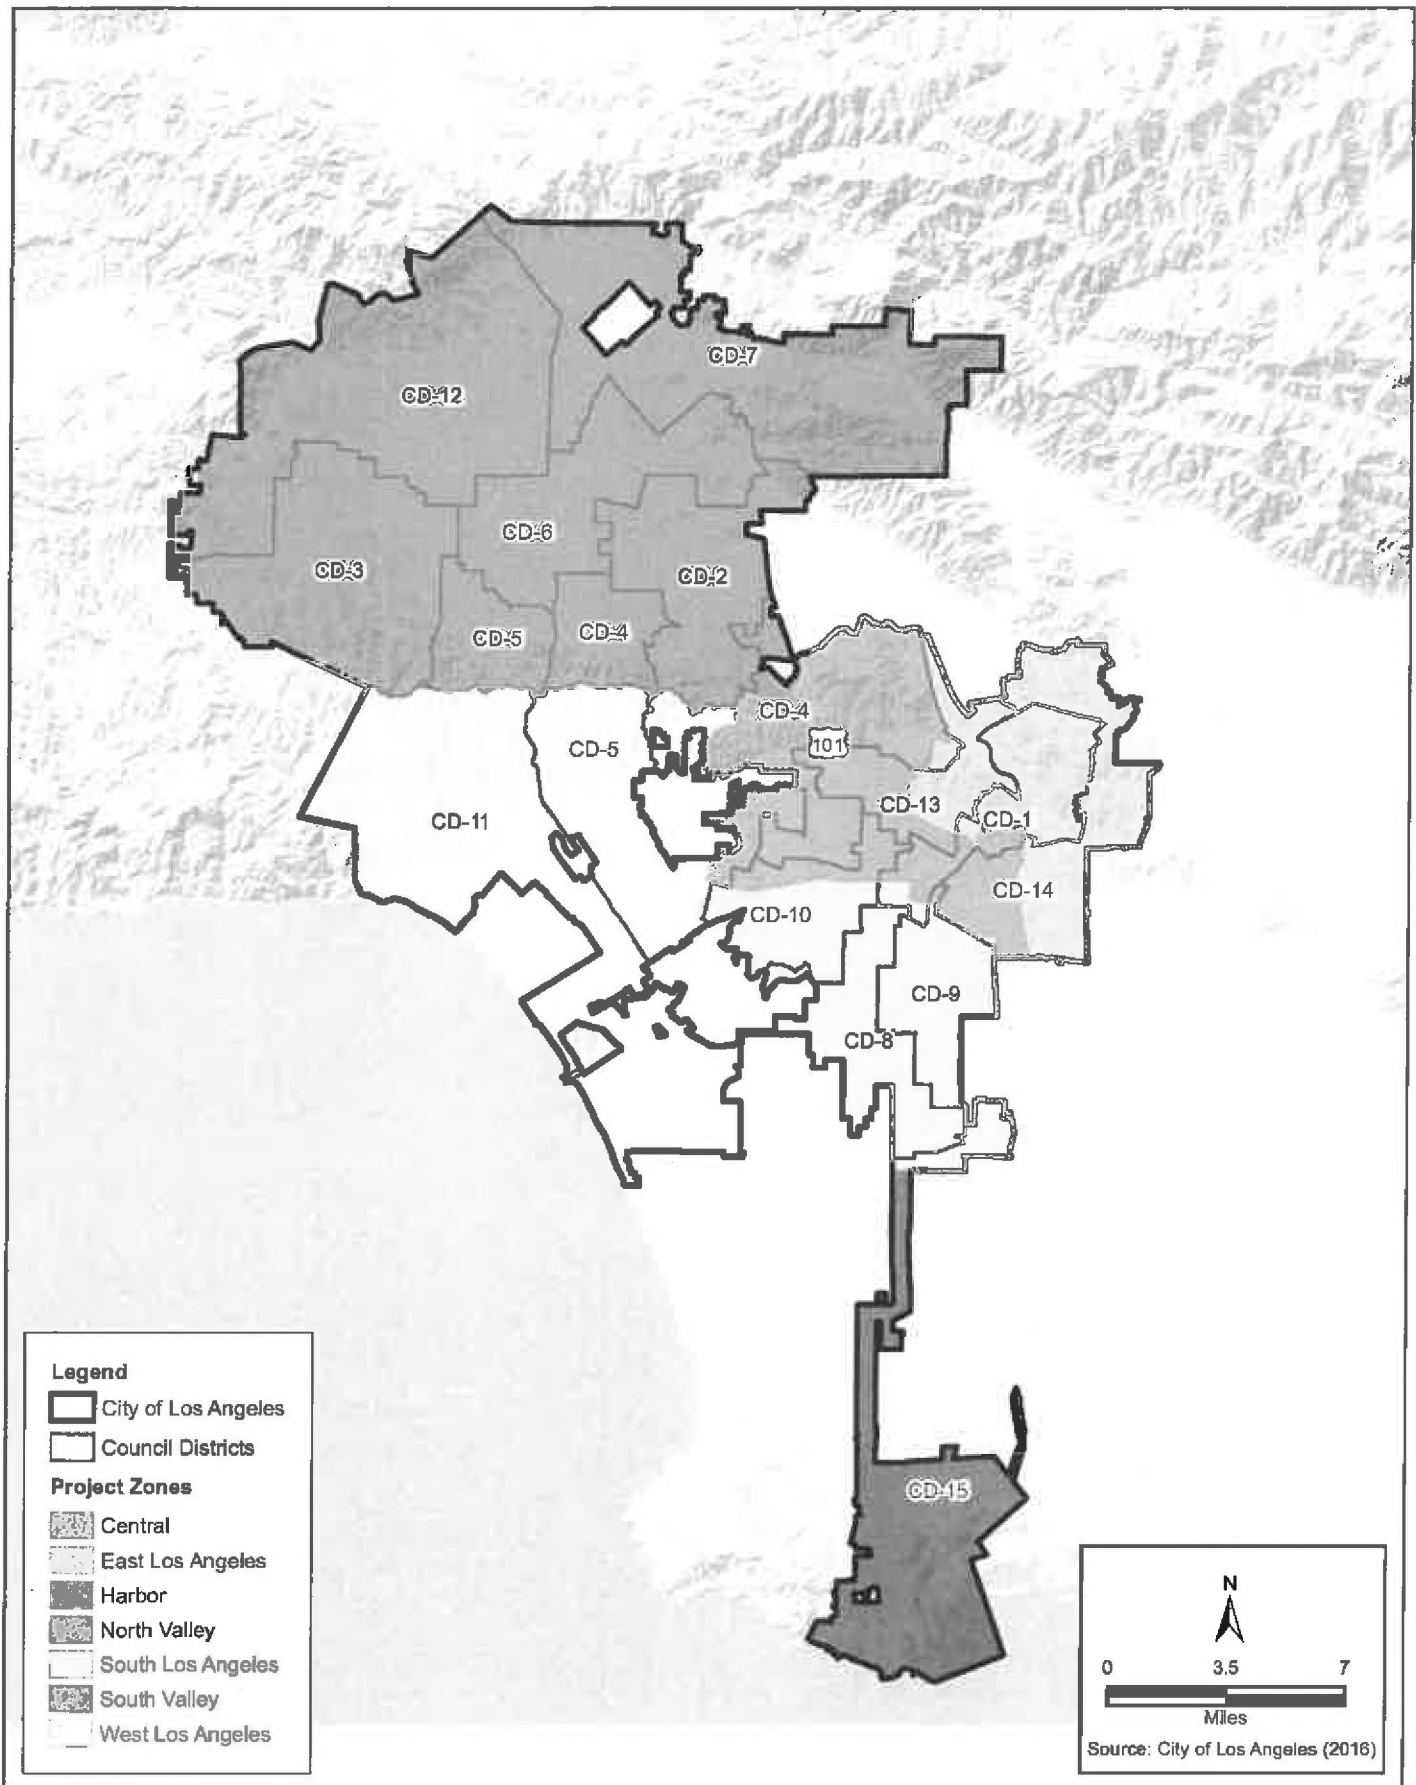 CD-7
CD-12
CD-6
CD-3
CD-2
CD-5
CD-4
CD-4
CD-5
101
CD-13
CD-11
CD-1
CD-14
CD-10
CD-9
CD-8
CD-15
Legend
City of Los Angeles
Council Districts
Project Zones
Central
East Los Angeles
Harbor
North Valley
South Los Angeles
South Valley
West Los Angeles
N
0 3.5 7
Miles
Source: City of Los Angeles (2016)